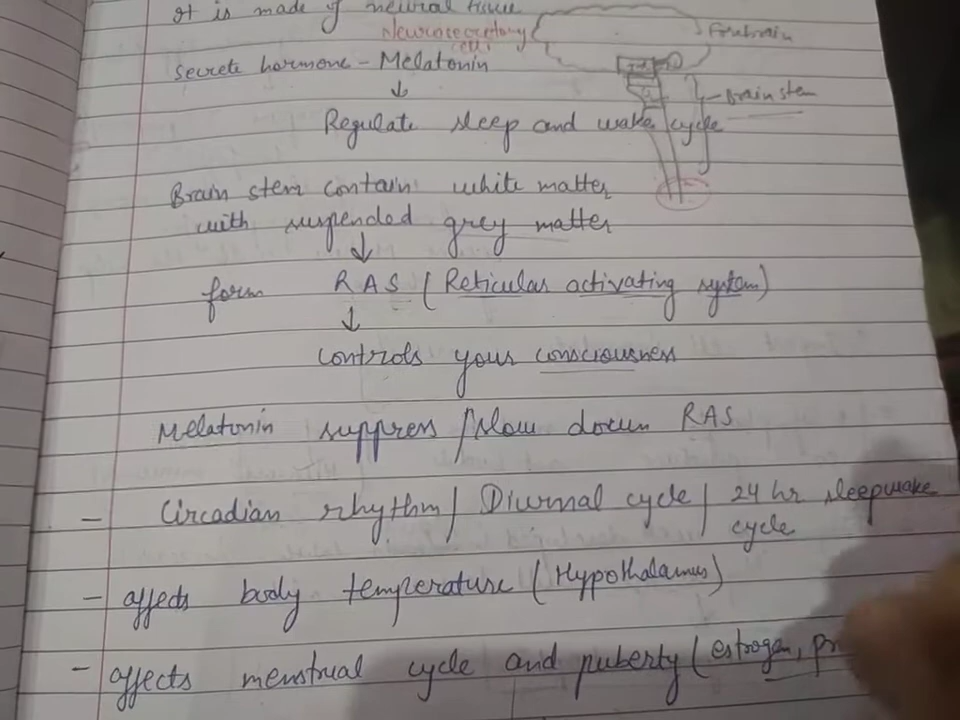 It is made of neural tissue
Neurosecretory
cell
Forebrain
secrete hormone - Melatonin
Brain stem
Regulate sleep and wake cycle
Brain stem contain white matter
with suspended grey matter
form RAS (Reticular activating system)
controls your consciousness
Melatonin suppress / slow down RAS
- Circadian rhythm / Diurnal cycle / 24 hr sleepwake
cycle
- affects body temperature (Hypothalamus)
- affects menstrual cycle and puberty (estrogen, pr